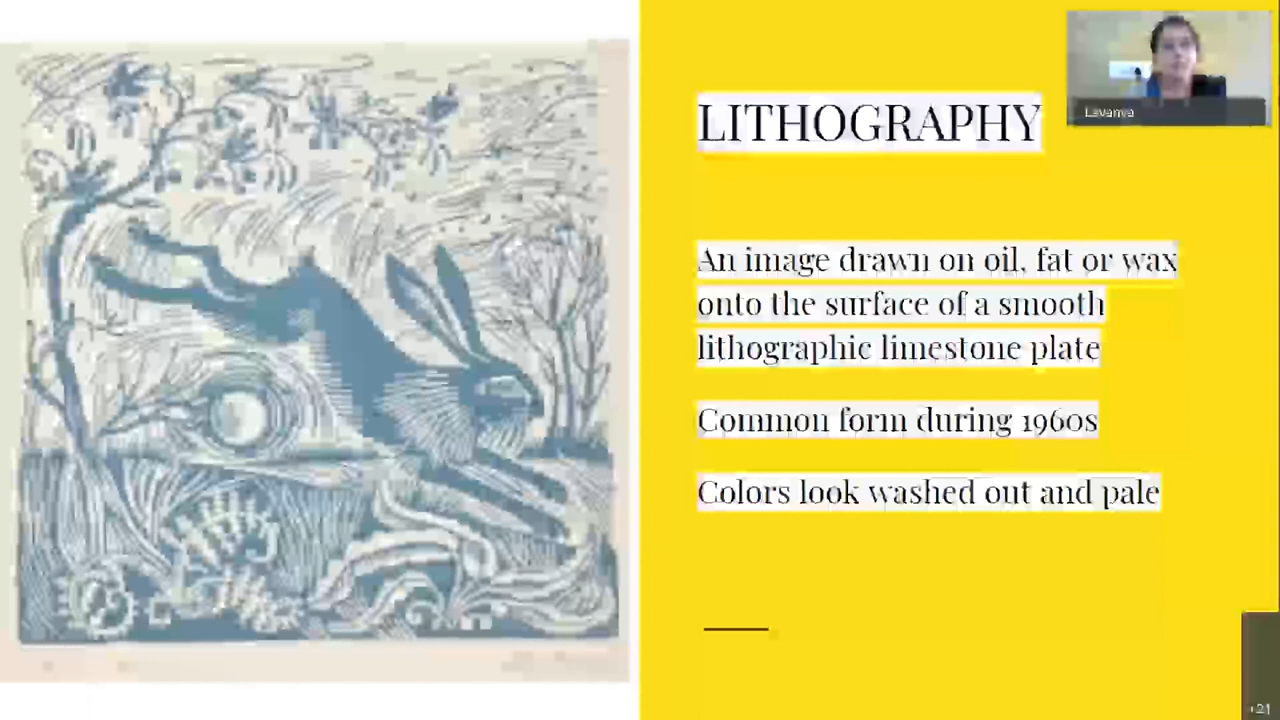 LITHOGRAPHY
Lavanya
An image drawn on oil, fat or wax
onto the surface of a smooth
lithographic limestone plate
Common form during 1960s
Colors look washed out and pale
+21